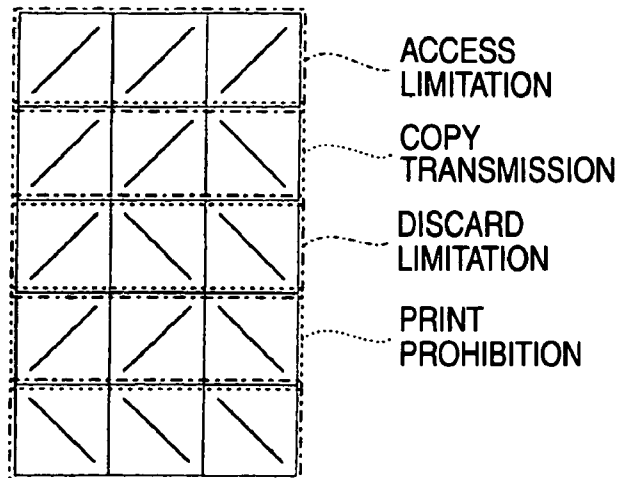 ACCESS
LIMITATION
COPY
TRANSMISSION
DISCARD
LIMITATION
PRINT
PROHIBITION